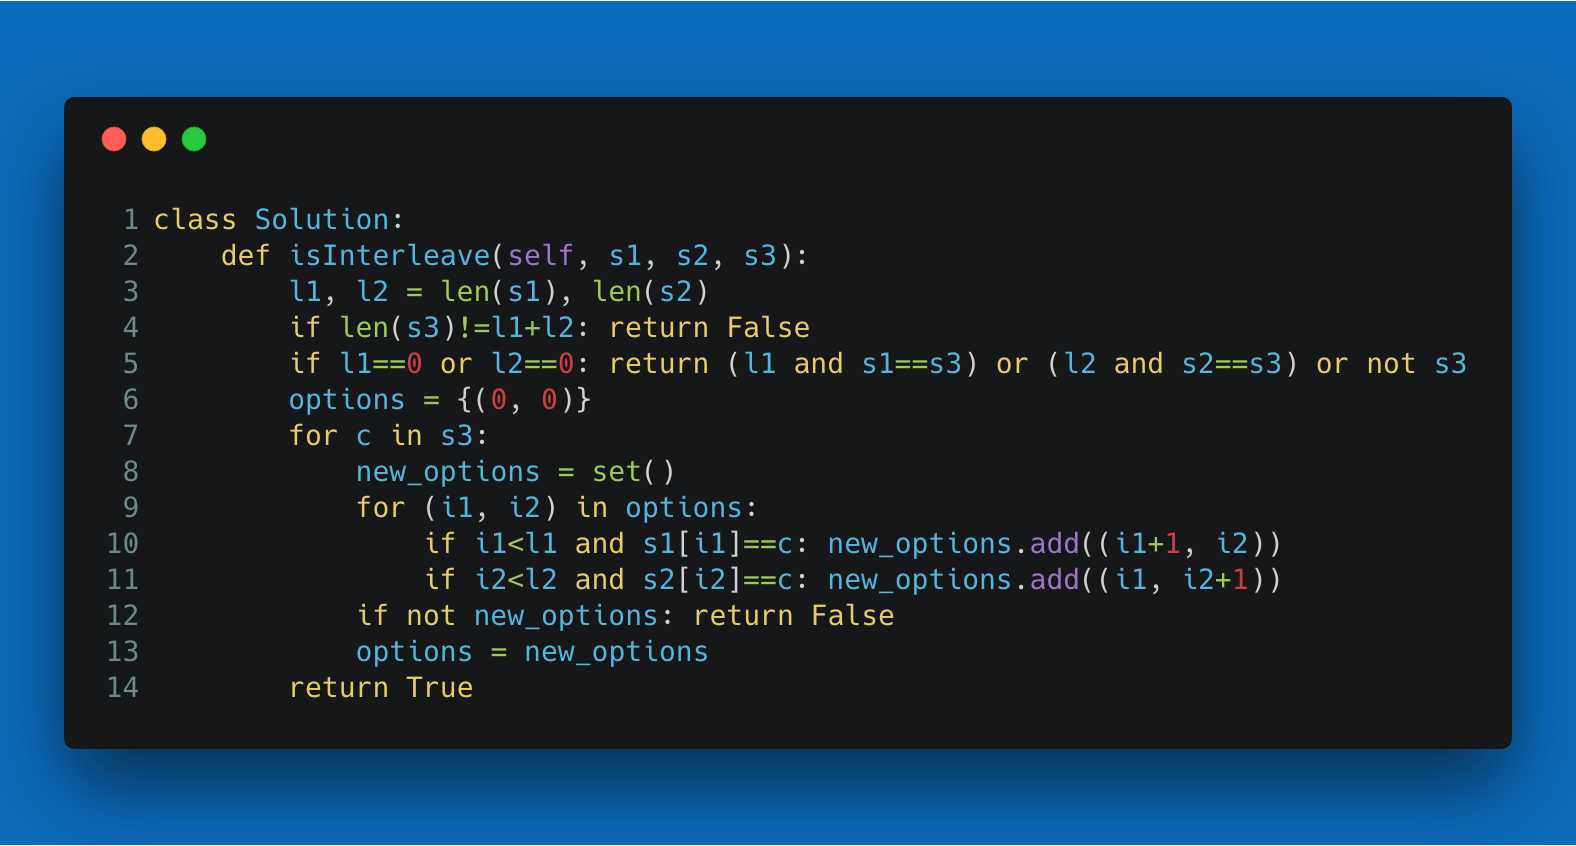 1 class Solution:
2     def isInterleave(self, s1, s2, s3):
3         l1, l2 = len(s1), len(s2)
4         if len(s3)!=l1+l2: return False
5         if l1==0 or l2==0: return (l1 and s1==s3) or (l2 and s2==s3) or not s3
6         options = {(0, 0)}
7         for c in s3:
8             new_options = set()
9             for (i1, i2) in options:
10                 if i1<l1 and s1[i1]==c: new_options.add((i1+1, i2))
11                 if i2<l2 and s2[i2]==c: new_options.add((i1, i2+1))
12             if not new_options: return False
13             options = new_options
14         return True